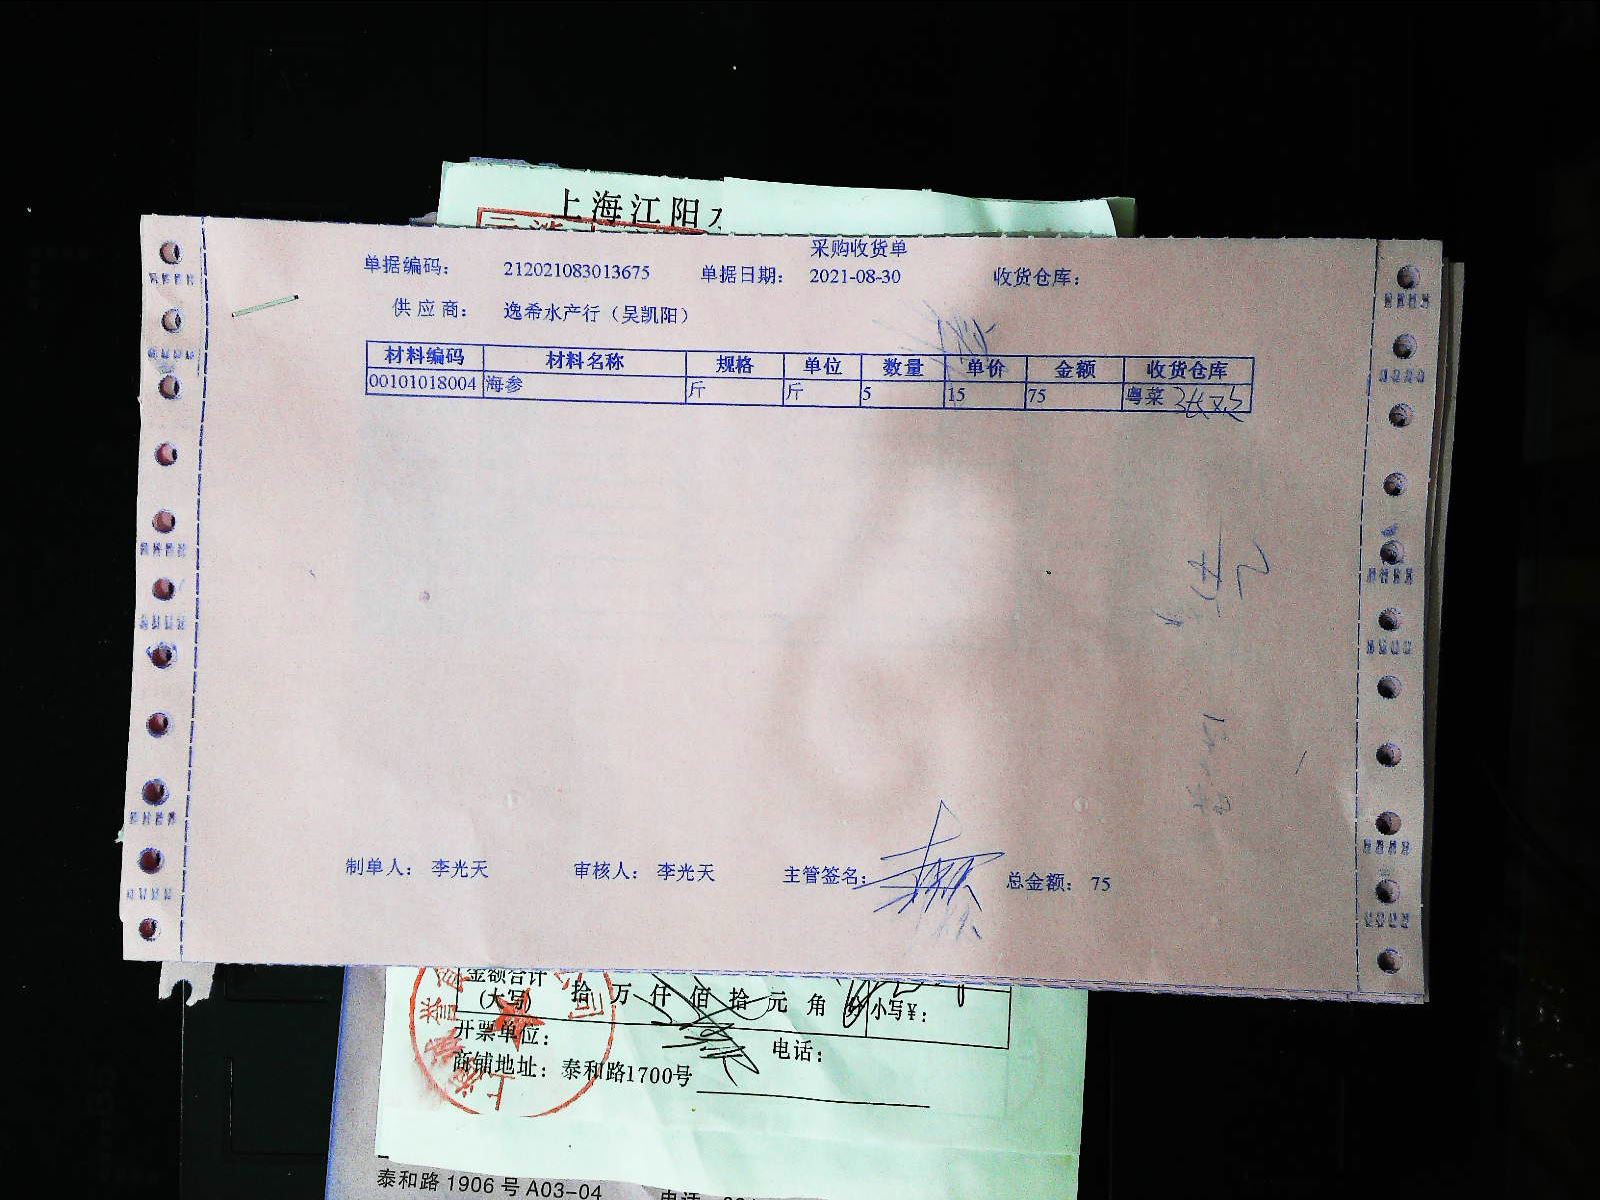 上海江阳
采购收货单
单据编码： 212021083013675 单据日期： 2021-08-30 收货仓库：
供应商： 逸希水产行（吴凯阳）
材料编码 材料名称 规格 单位 数量 单价 金额 收货仓库
00101018004 海参 斤 斤 5 15 75 粤菜
制单人： 李光天 审核人： 李光天 主管签名： 总金额： 75
金额合计
(大写) 拾 万 仟 佰 拾 元 角 小写¥：
开票单位： 电话：
商铺地址：泰和路1700号
泰和路 1906 号 A03-04 电话